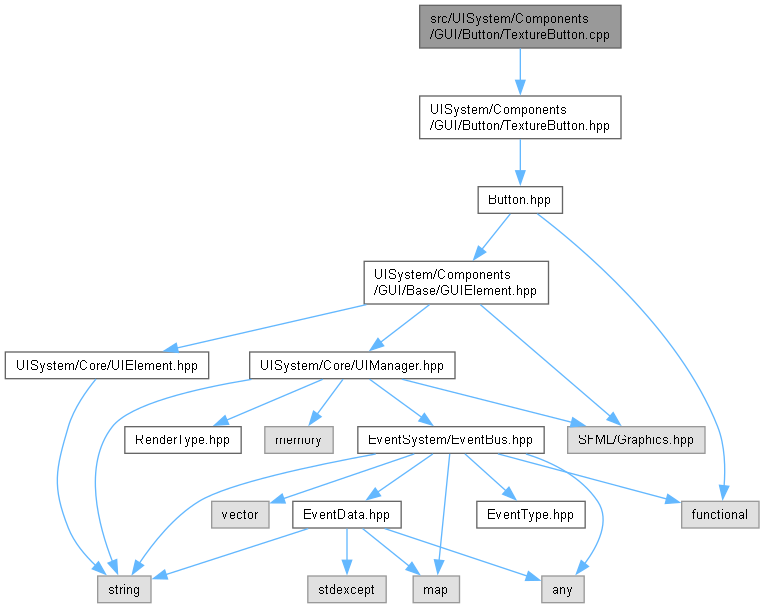 src/UISystem/Components
/GUI/Button/TextureButton.cpp
UISystem/Components
/GUI/Button/TextureButton.hpp
Button.hpp
UISystem/Components
/GUI/Base/GUIElement.hpp
UISystem/Core/UIElement.hpp
UISystem/Core/UIManager.hpp
RenderType.hpp
memory
EventSystem/EventBus.hpp
SFML/Graphics.hpp
vector
EventData.hpp
EventType.hpp
functional
string
stdexcept
map
any